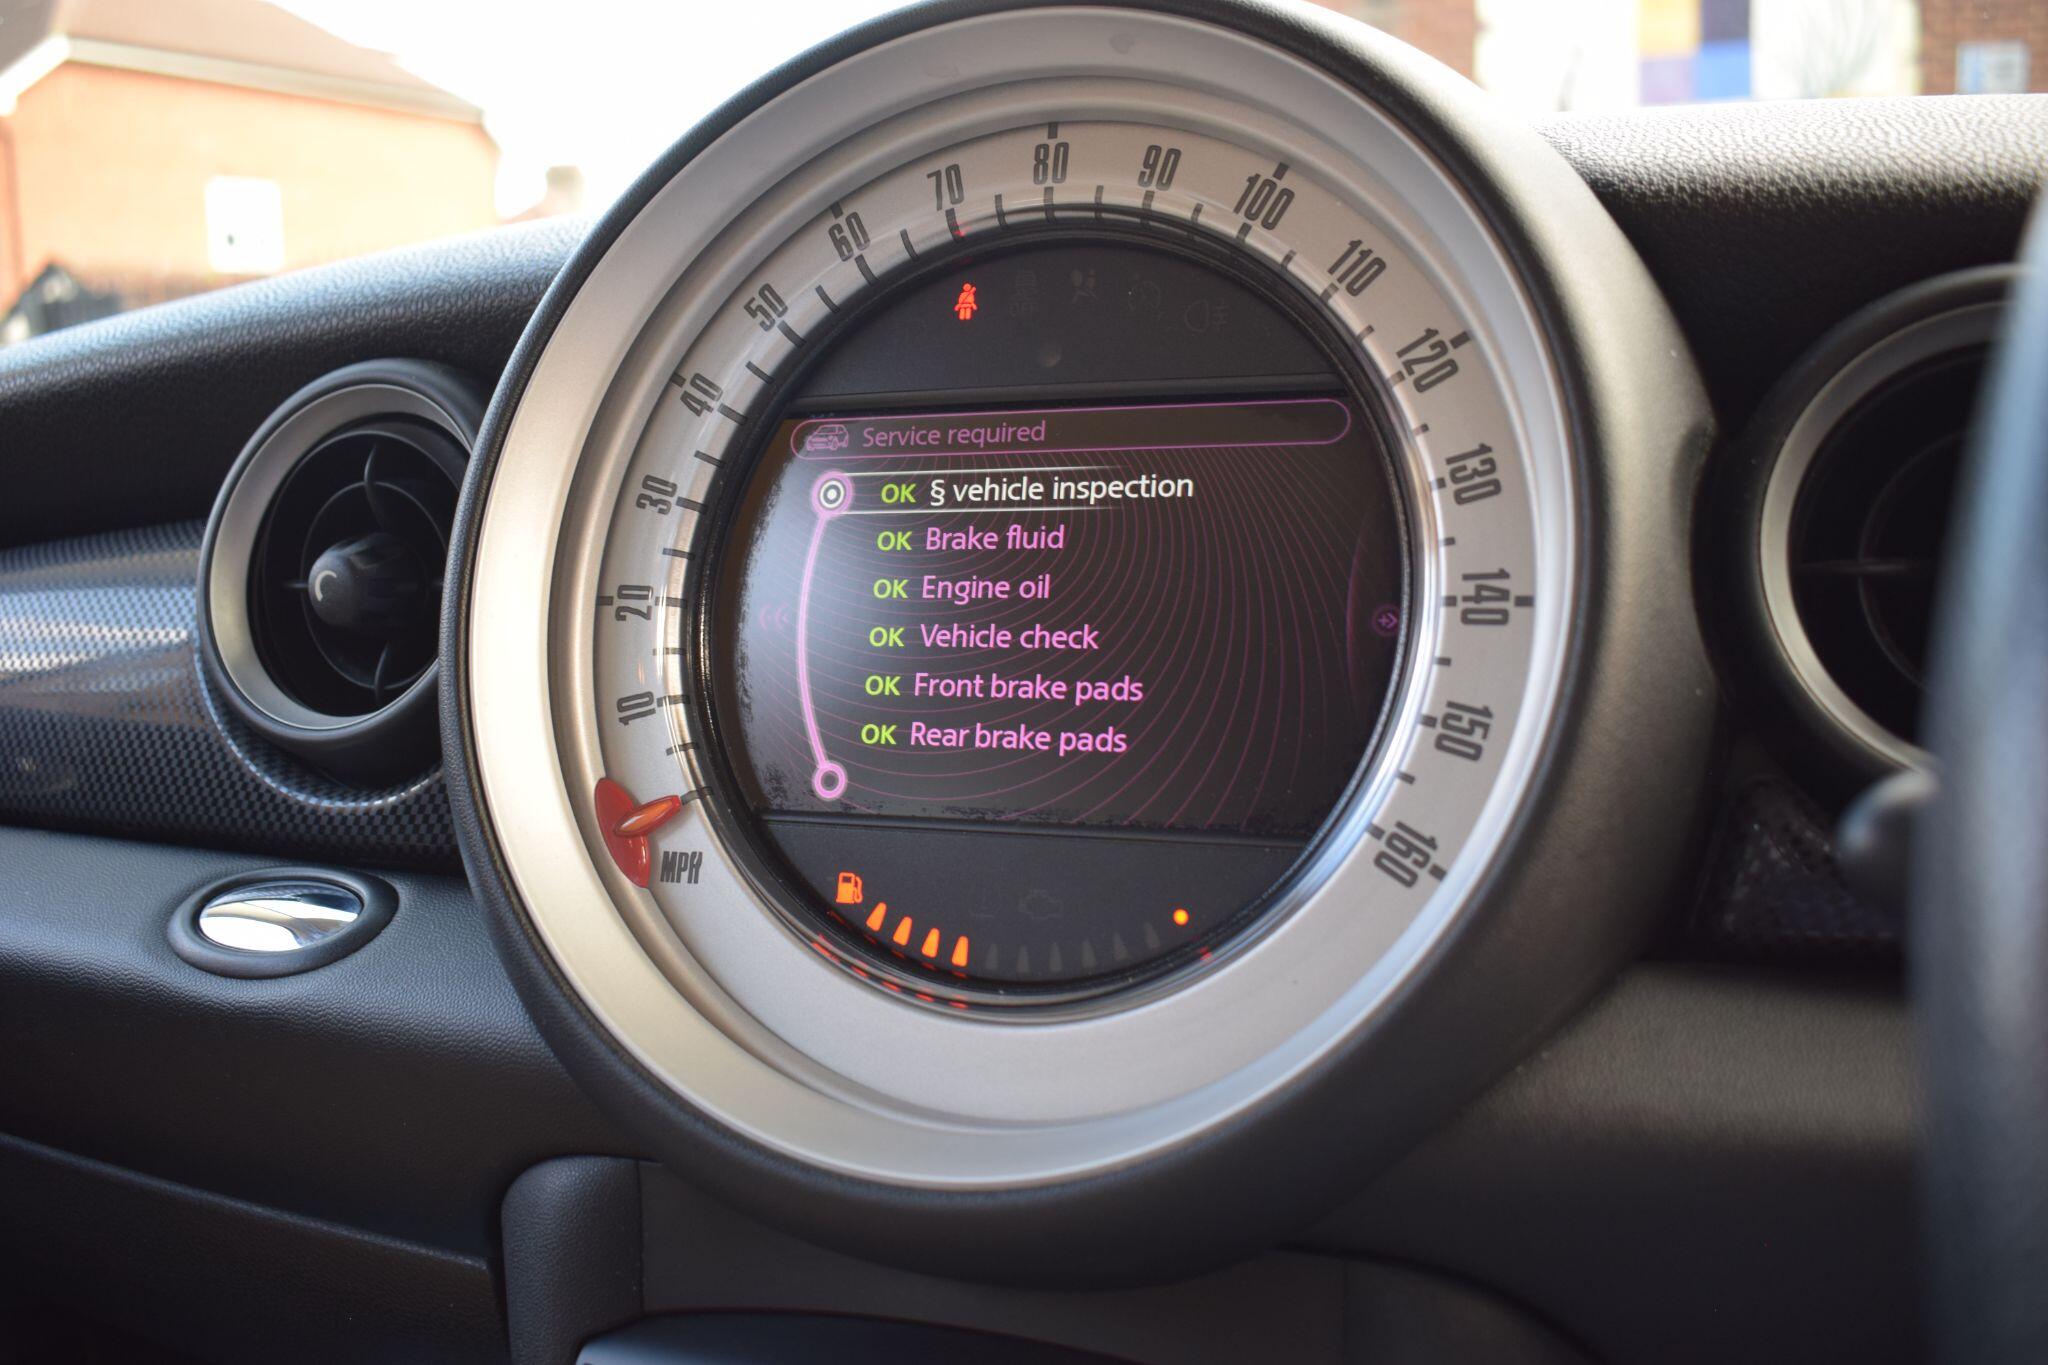 10
20
30
40
50
60
70
80
90
100
110
120
130
140
150
160
MPH
Service required
OK § vehicle inspection
OK Brake fluid
OK Engine oil
OK Vehicle check
OK Front brake pads
OK Rear brake pads